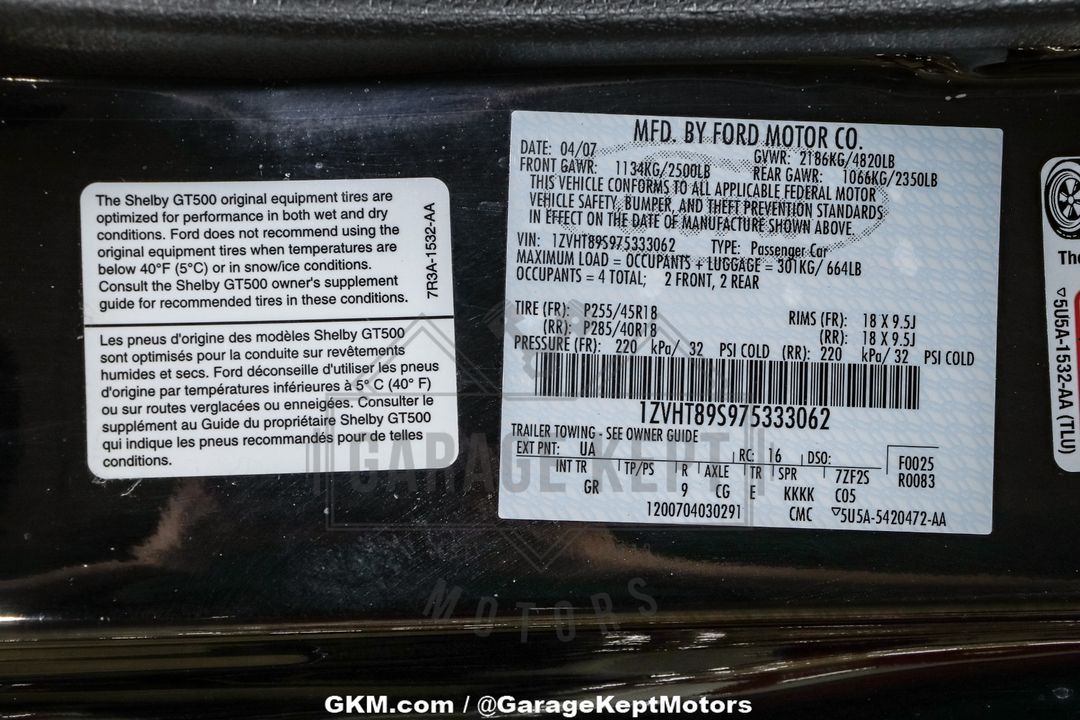 The Shelby GT500 original equipment tires are
optimized for performance in both wet and dry
conditions. Ford does not recommend using the
original equipment tires when temperatures are
below 40°F (5°C) or in snow/ice conditions.
Consult the Shelby GT500 owner's supplement
guide for recommended tires in these conditions.
7R3A-1532-AA
Les pneus d'origine des modèles Shelby GT500
sont optimisés pour la conduite sur revêtements
humides et secs. Ford déconseille d'utiliser les pneus
d'origine par températures inférieures à 5° C (40° F)
ou sur routes verglacées ou enneigées. Consulter le
supplément au Guide du propriétaire Shelby GT500
qui indique les pneus recommandés pour de telles
conditions.
MFD. BY FORD MOTOR CO.
DATE: 04/07 GVWR: 2186KG/4820LB
FRONT GAWR: 1134KG/2500LB REAR GAWR: 1066KG/2350LB
THIS VEHICLE CONFORMS TO ALL APPLICABLE FEDERAL MOTOR
VEHICLE SAFETY, BUMPER, AND THEFT PREVENTION STANDARDS
IN EFFECT ON THE DATE OF MANUFACTURE SHOWN ABOVE.
VIN: 1ZVHT89S975333062 TYPE: Passenger Car
MAXIMUM LOAD = OCCUPANTS + LUGGAGE = 301KG/ 664LB
OCCUPANTS = 4 TOTAL; 2 FRONT, 2 REAR
TIRE (FR): P255/45R18 RIMS (FR): 18 X 9.5J
(RR): P285/40R18 (RR): 18 X 9.5J
PRESSURE (FR): 220 kPa/ 32 PSI COLD (RR): 220 kPa/ 32 PSI COLD
1ZVHT89S975333062
TRAILER TOWING - SEE OWNER GUIDE
EXT PNT: UA RC: 16 DSO: F0025
INT TR TP/PS R AXLE TR SPR 7ZF2S R0083
GR 9 CG E KKKK C05
1200704030291 CMC ▽5U5A-5420472-AA
The
▽5U5A-1532-AA (TLU)
GARAGE KEPT
MOTORS
GKM.com / @GarageKeptMotors